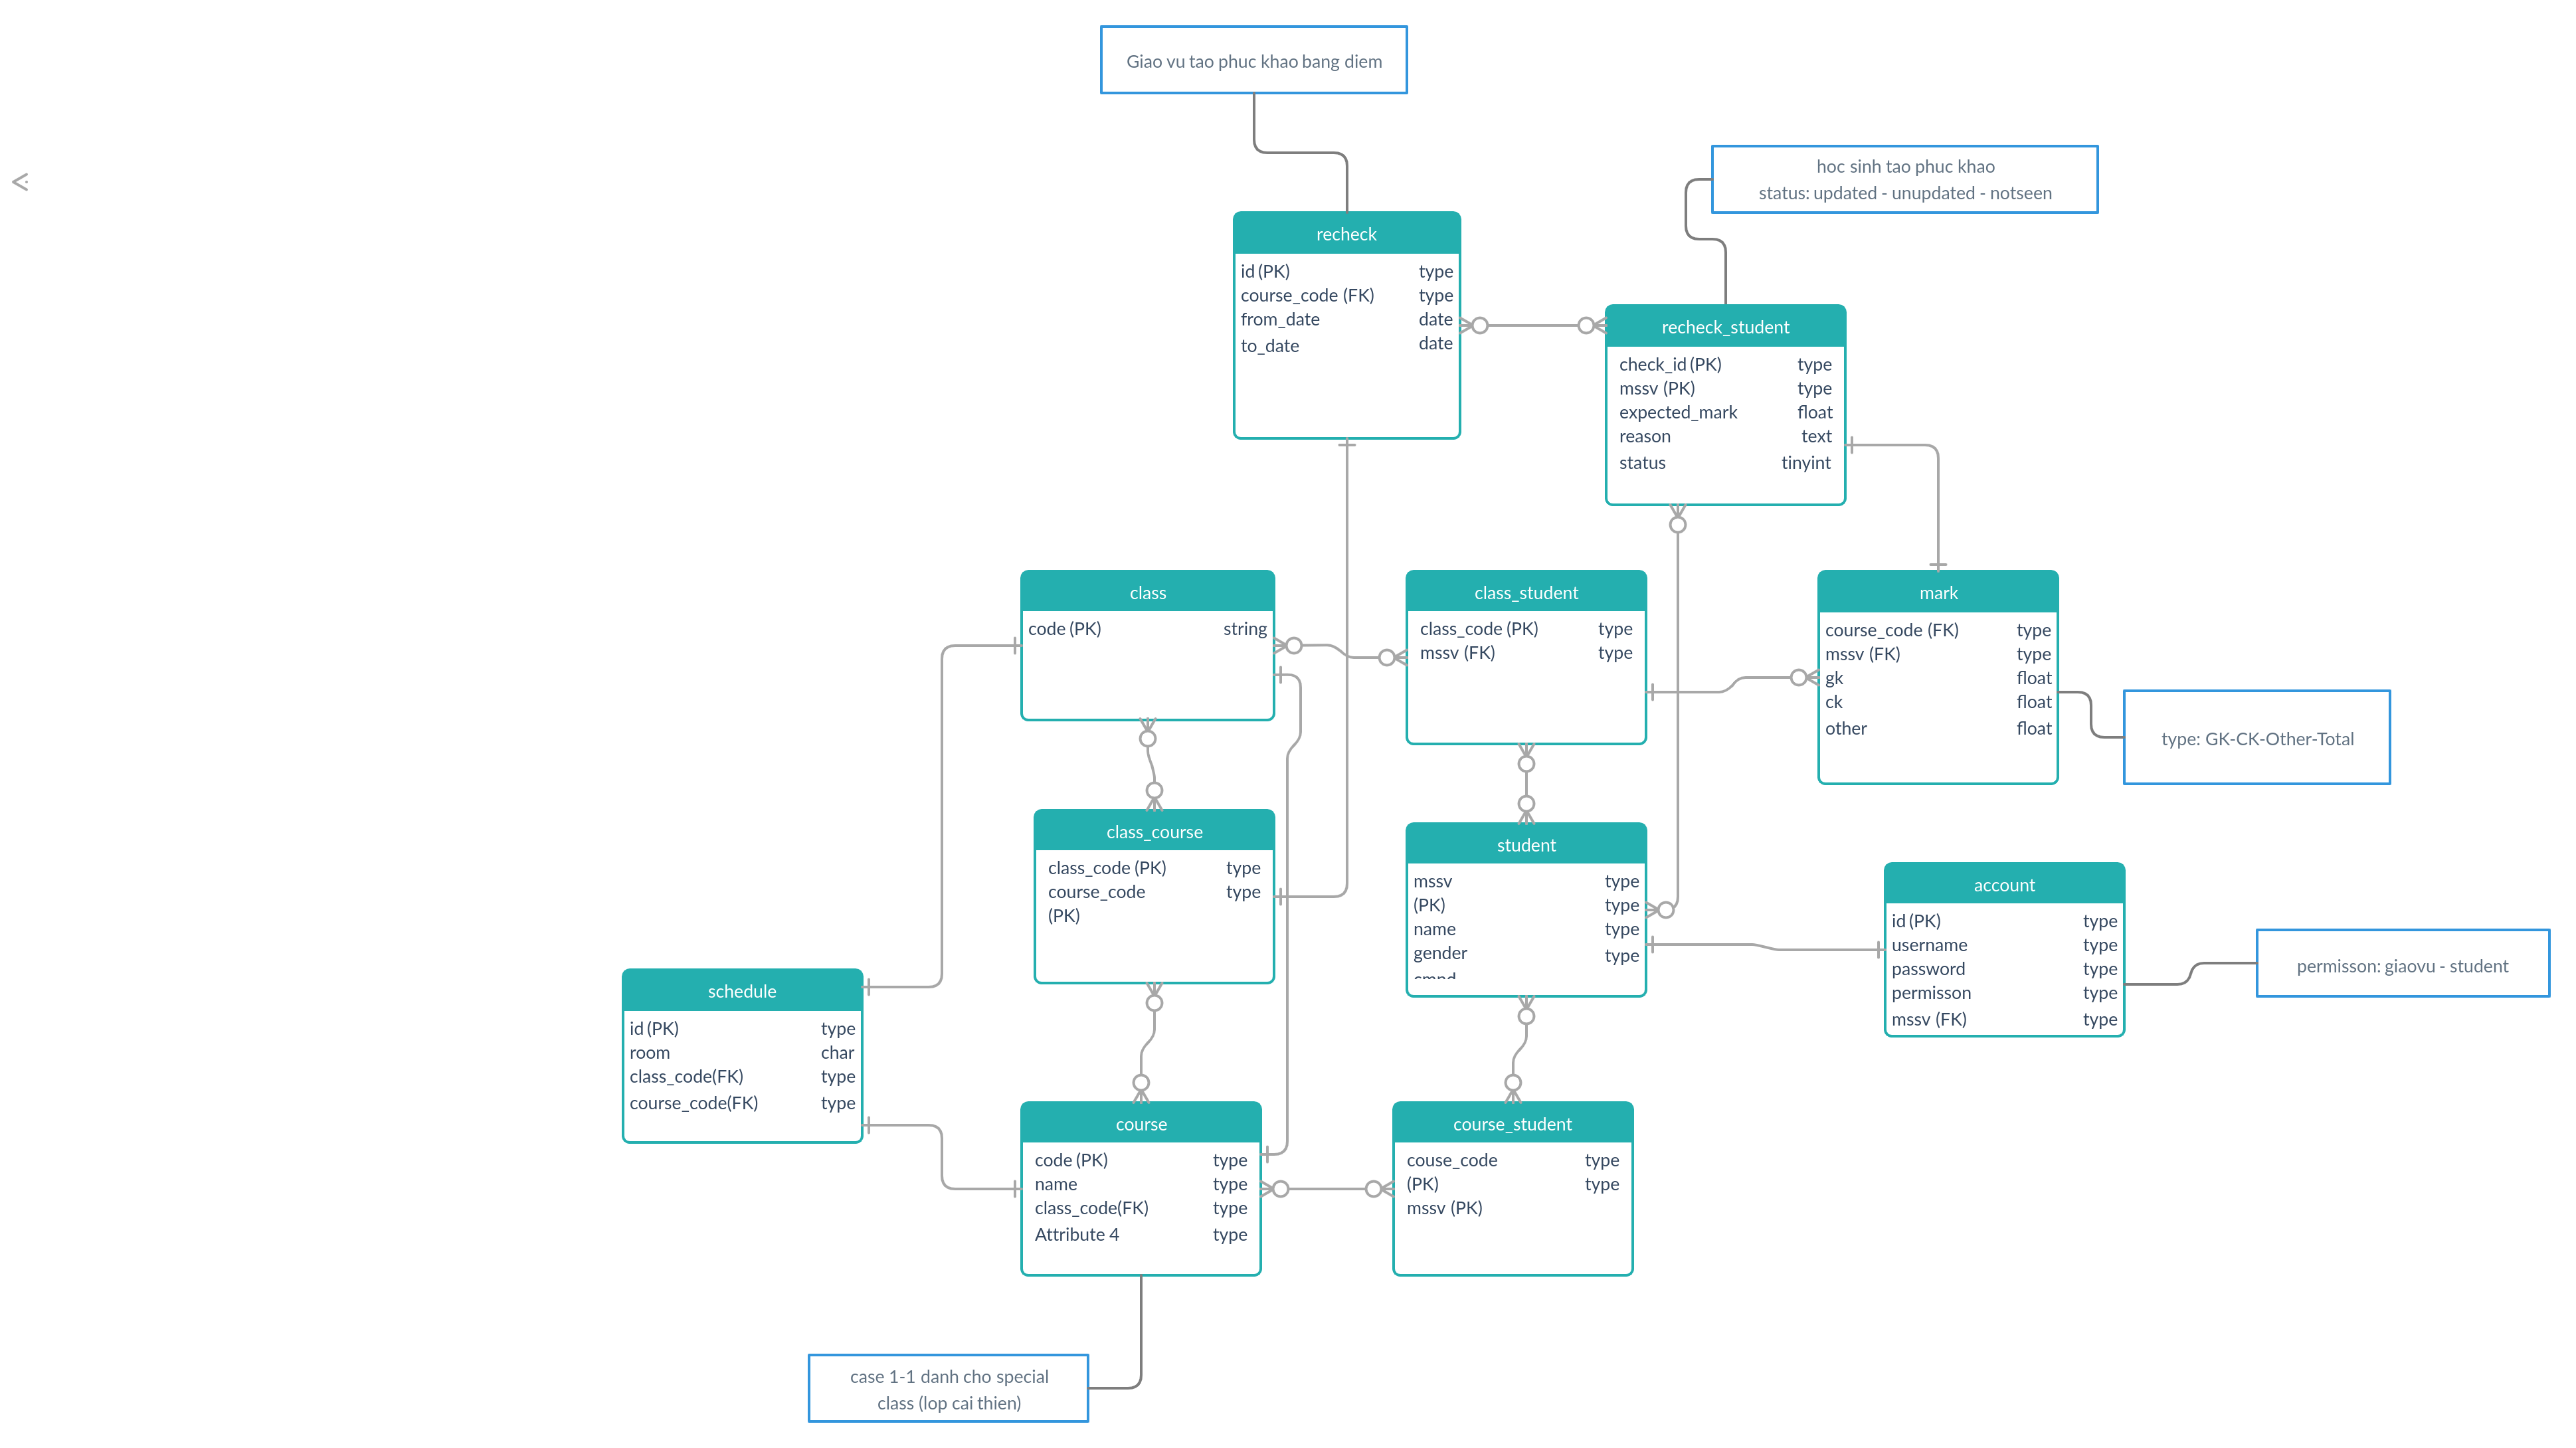 Giao vu tao phuc khao bang diem
hoc sinh tao phuc khao
status: updated - unupdated - notseen
recheck
id (PK) type
course_code (FK) type
from_date date
to_date date
recheck_student
check_id (PK) type
mssv (PK) type
expected_mark float
reason text
status tinyint
class
code (PK) string
class_student
class_code (PK) type
mssv (FK) type
mark
course_code (FK) type
mssv (FK) type
gk float
ck float
other float
type: GK-CK-Other-Total
class_course
class_code (PK) type
course_code type
(PK)
student
mssv type
(PK) type
name type
gender type
cmnd
account
id (PK) type
username type
password type
permisson type
mssv (FK) type
permisson: giaovu - student
schedule
id (PK) type
room char
class_code(FK) type
course_code(FK) type
course
code (PK) type
name type
class_code(FK) type
Attribute 4 type
course_student
couse_code type
(PK) type
mssv (PK)
case 1-1 danh cho special
class (lop cai thien)